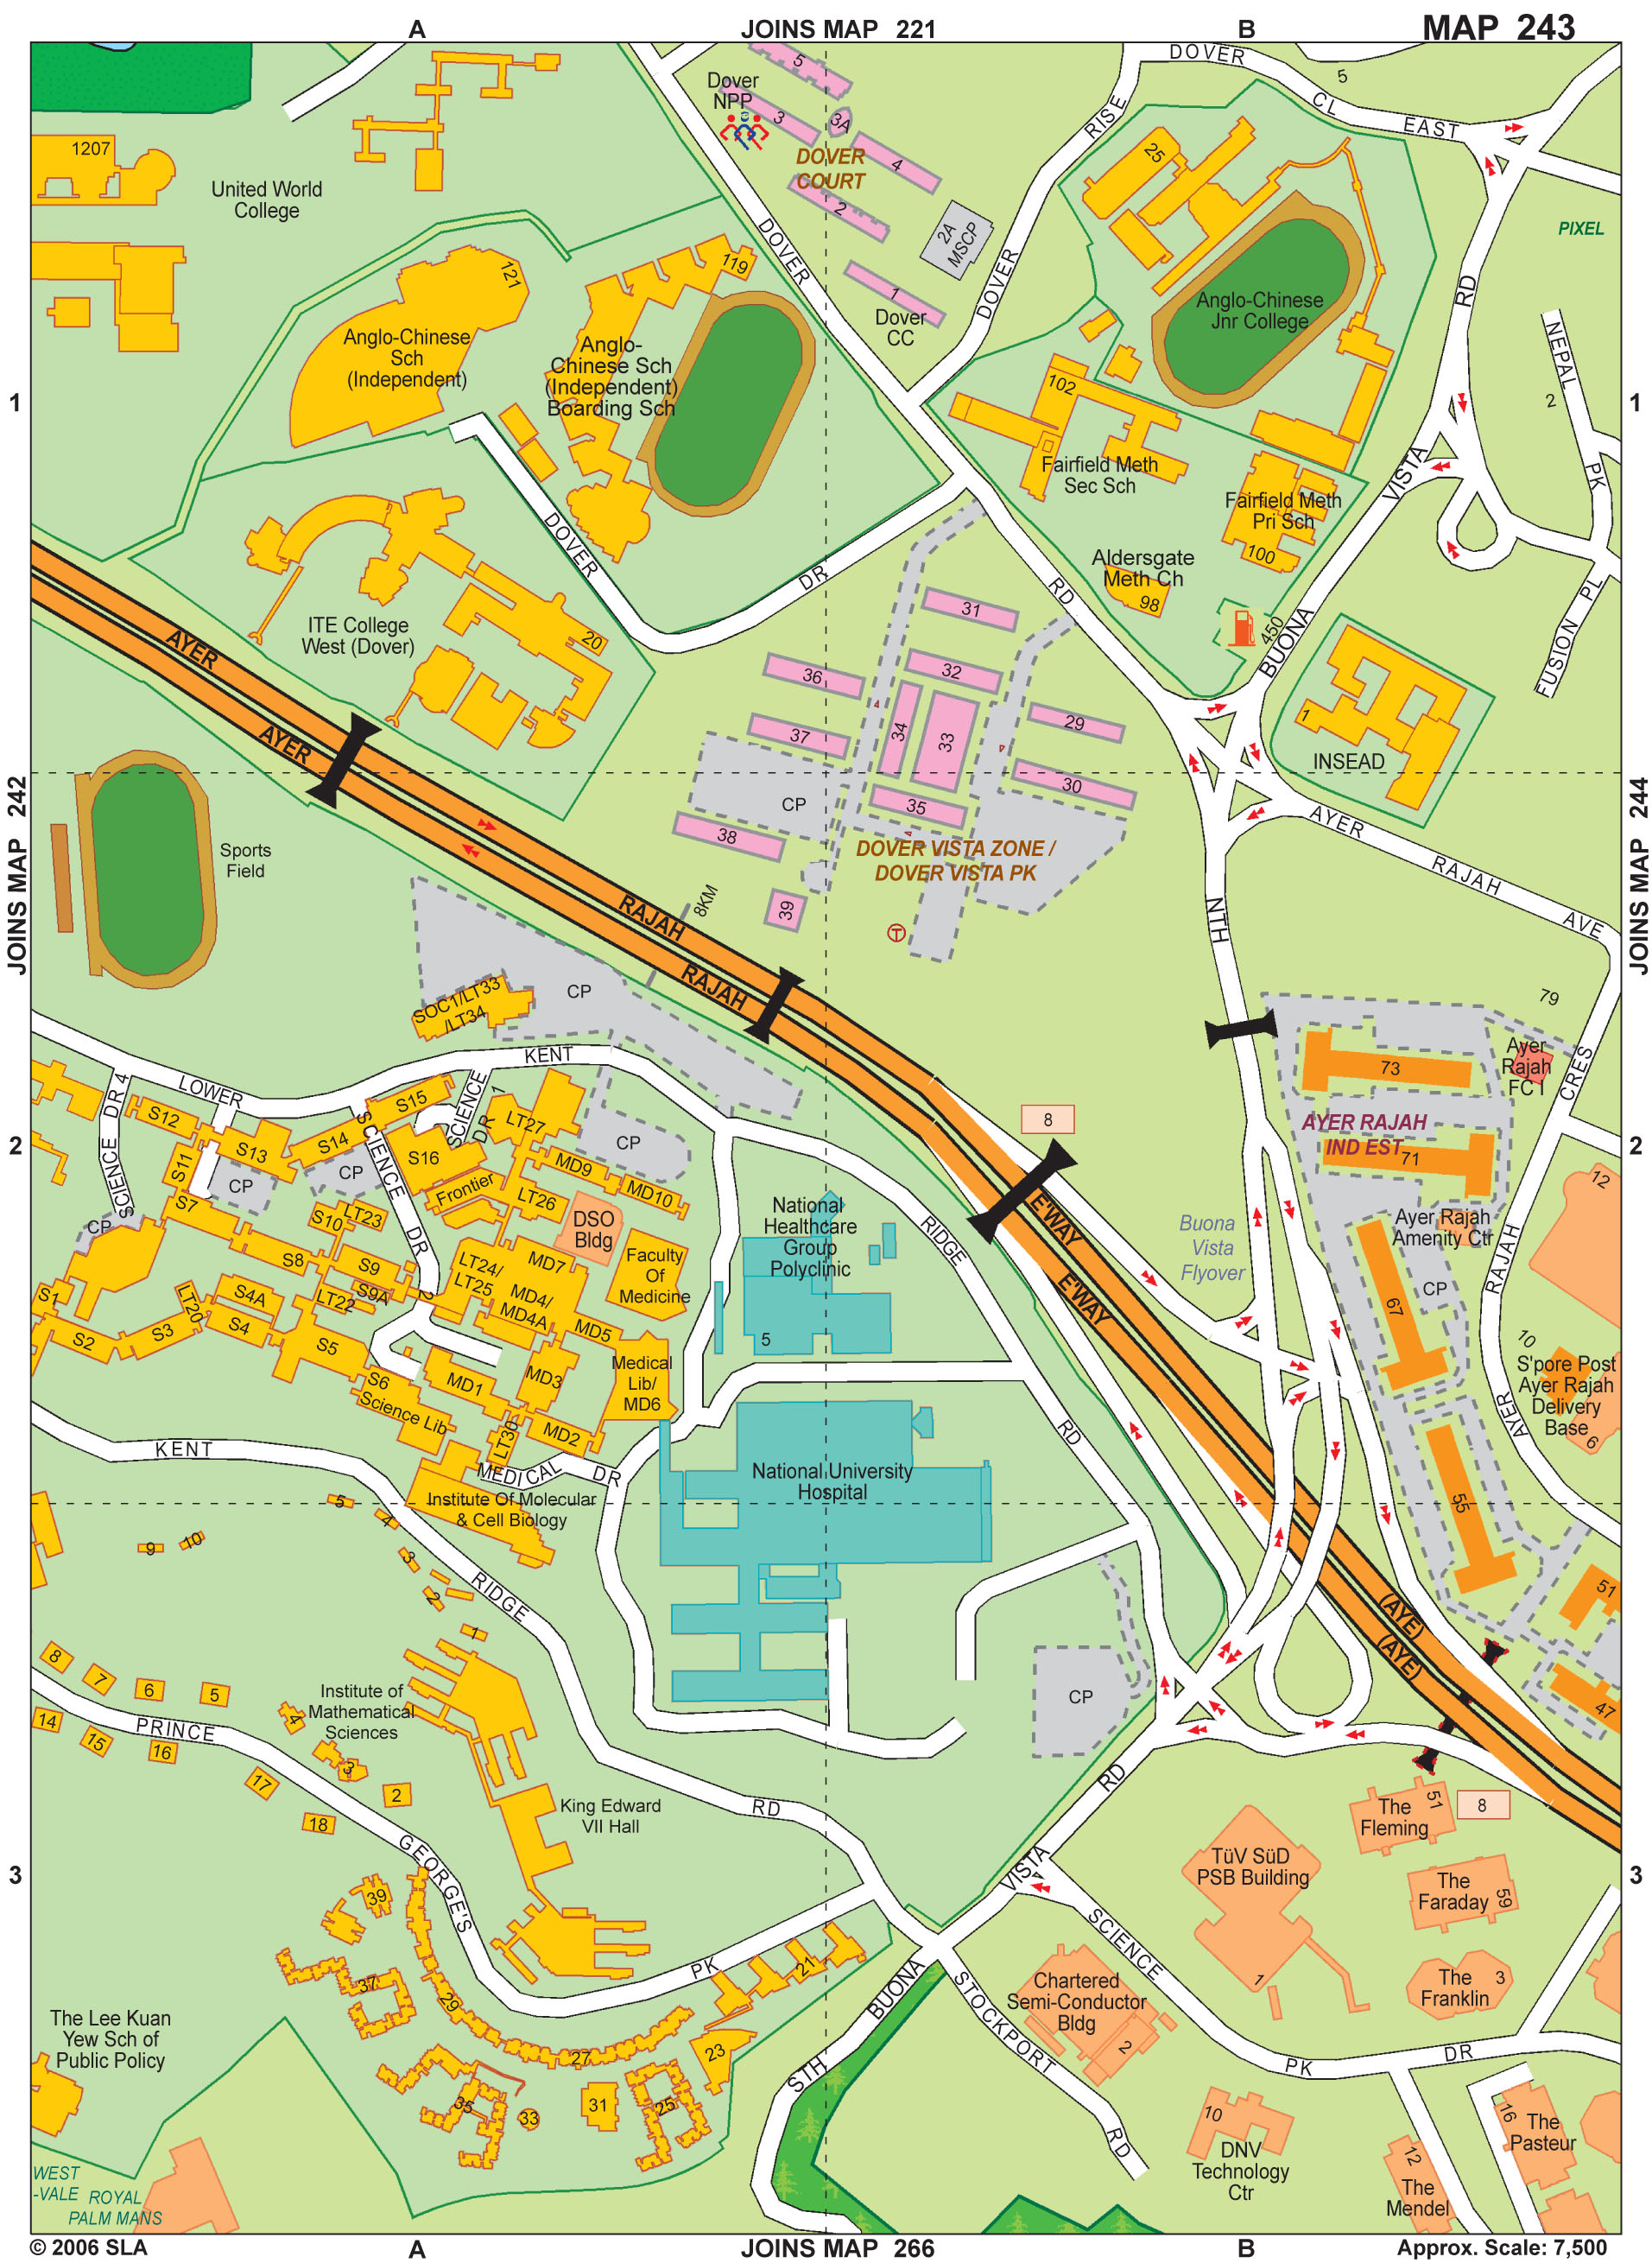 A
JOINS MAP 221
B
MAP 243
DOVER
5
5
CL
EAST
Dover
NPP
3
3A
4
DOVER
COURT
RISE
25
1207
United World
College
2
2A
MSCP
DOVER
PIXEL
119
121
1
DOVER
RD
Anglo-Chinese
Jnr College
Dover
CC
Anglo-Chinese
Sch
(Independent)
Anglo-
Chinese Sch
(Independent)
Boarding Sch
NEPAL
102
2
1
1
Fairfield Meth
Sec Sch
VISTA
PK
Fairfield Meth
Pri Sch
DOVER
100
Aldersgate
Meth Ch
98
DR
RD
FUSION PL
31
450
ITE College
West (Dover)
20
AYER
BUONA
36
32
29
1
34
33
37
AYER
INSEAD
30
JOINS MAP 242
JOINS MAP 244
CP
35
AYER
38
DOVER VISTA ZONE /
DOVER VISTA PK
Sports
Field
RAJAH
8KM
39
RAJAH
NTH
AVE
T
RAJAH
CP
79
SOC1/LT33
/LT34
KENT
Ayer
Rajah
FC I
73
CRES
LOWER
SCIENCE DR 4
S12
S15
SCIENCE DR 1
LT27
8
AYER RAJAH
IND EST
2
2
S13
S14
SCIENCE DR 2
CP
71
S11
CP
CP
S16
MD9
MD10
12
S7
Frontier
LT26
National
Healthcare
Group
Polyclinic
E'WAY
CP
S10
LT23
DSO
Bldg
RIDGE
Buona
Vista
Flyover
Ayer Rajah
Amenity Ctr
S8
S9
LT24/
LT25
MD7
Faculty
Of
Medicine
RAJAH
S1
LT20
S4A
LT22
S9A
MD4/
MD4A
E'WAY
CP
67
S2
S3
S4
S5
MD5
5
10
S6
Science Lib
MD1
MD3
Medical
Lib/
MD6
S'pore Post
Ayer Rajah
Delivery
Base
6
AYER
KENT
LT30
MD2
RD
MEDICAL
DR
National University
Hospital
5
Institute Of Molecular
& Cell Biology
55
4
9
10
3
2
RIDGE
51
(AYE)
(AYE)
1
8
7
6
5
Institute of
Mathematical
Sciences
4
CP
47
14
15
PRINCE
16
3
17
2
RD
RD
18
King Edward
VII Hall
The
Fleming
51
8
GEORGE'S
TüV SüD
PSB Building
VISTA
3
3
39
The
Faraday
59
SCIENCE
PK
21
BUONA
1
37
29
STOCKPORT
Chartered
Semi-Conductor
Bldg
2
The
Franklin
3
The Lee Kuan
Yew Sch of
Public Policy
27
23
PK
DR
STH
35
33
31
25
RD
10
DNV
Technology
Ctr
16
The
Pasteur
12
The
Mendel
WEST
-VALE
ROYAL
PALM MANS
© 2006 SLA
A
JOINS MAP 266
B
Approx. Scale: 7,500